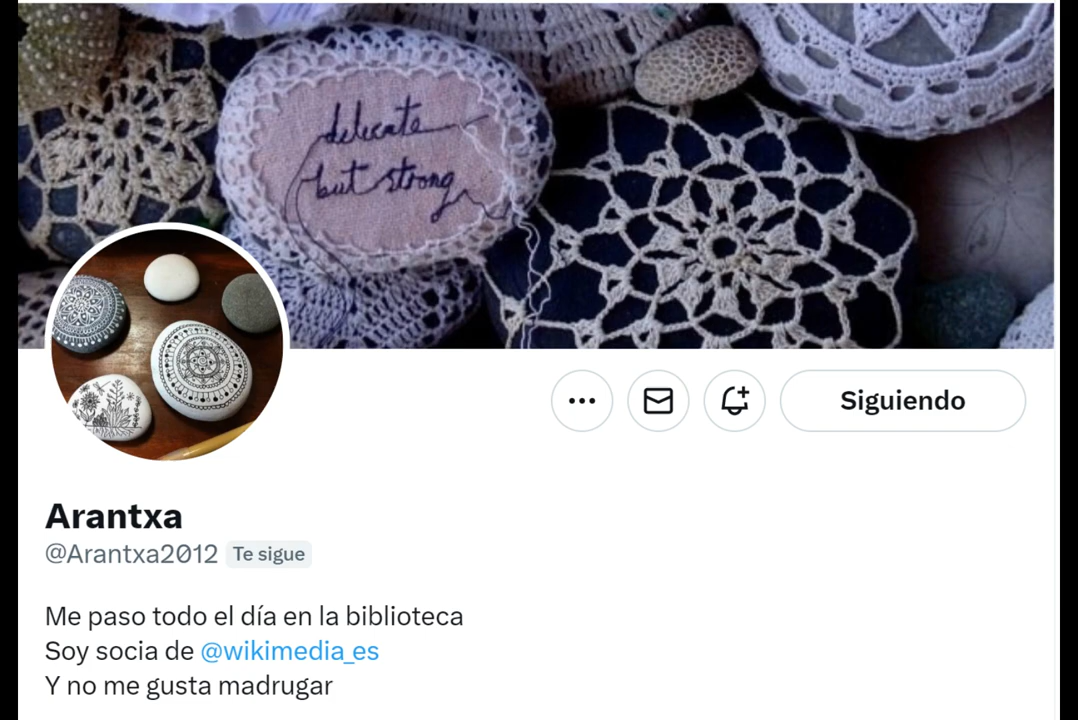 delicate
but strong
Siguiendo
Arantxa
@Arantxa2012 Te sigue
Me paso todo el día en la biblioteca
Soy socia de @wikimedia_es
Y no me gusta madrugar